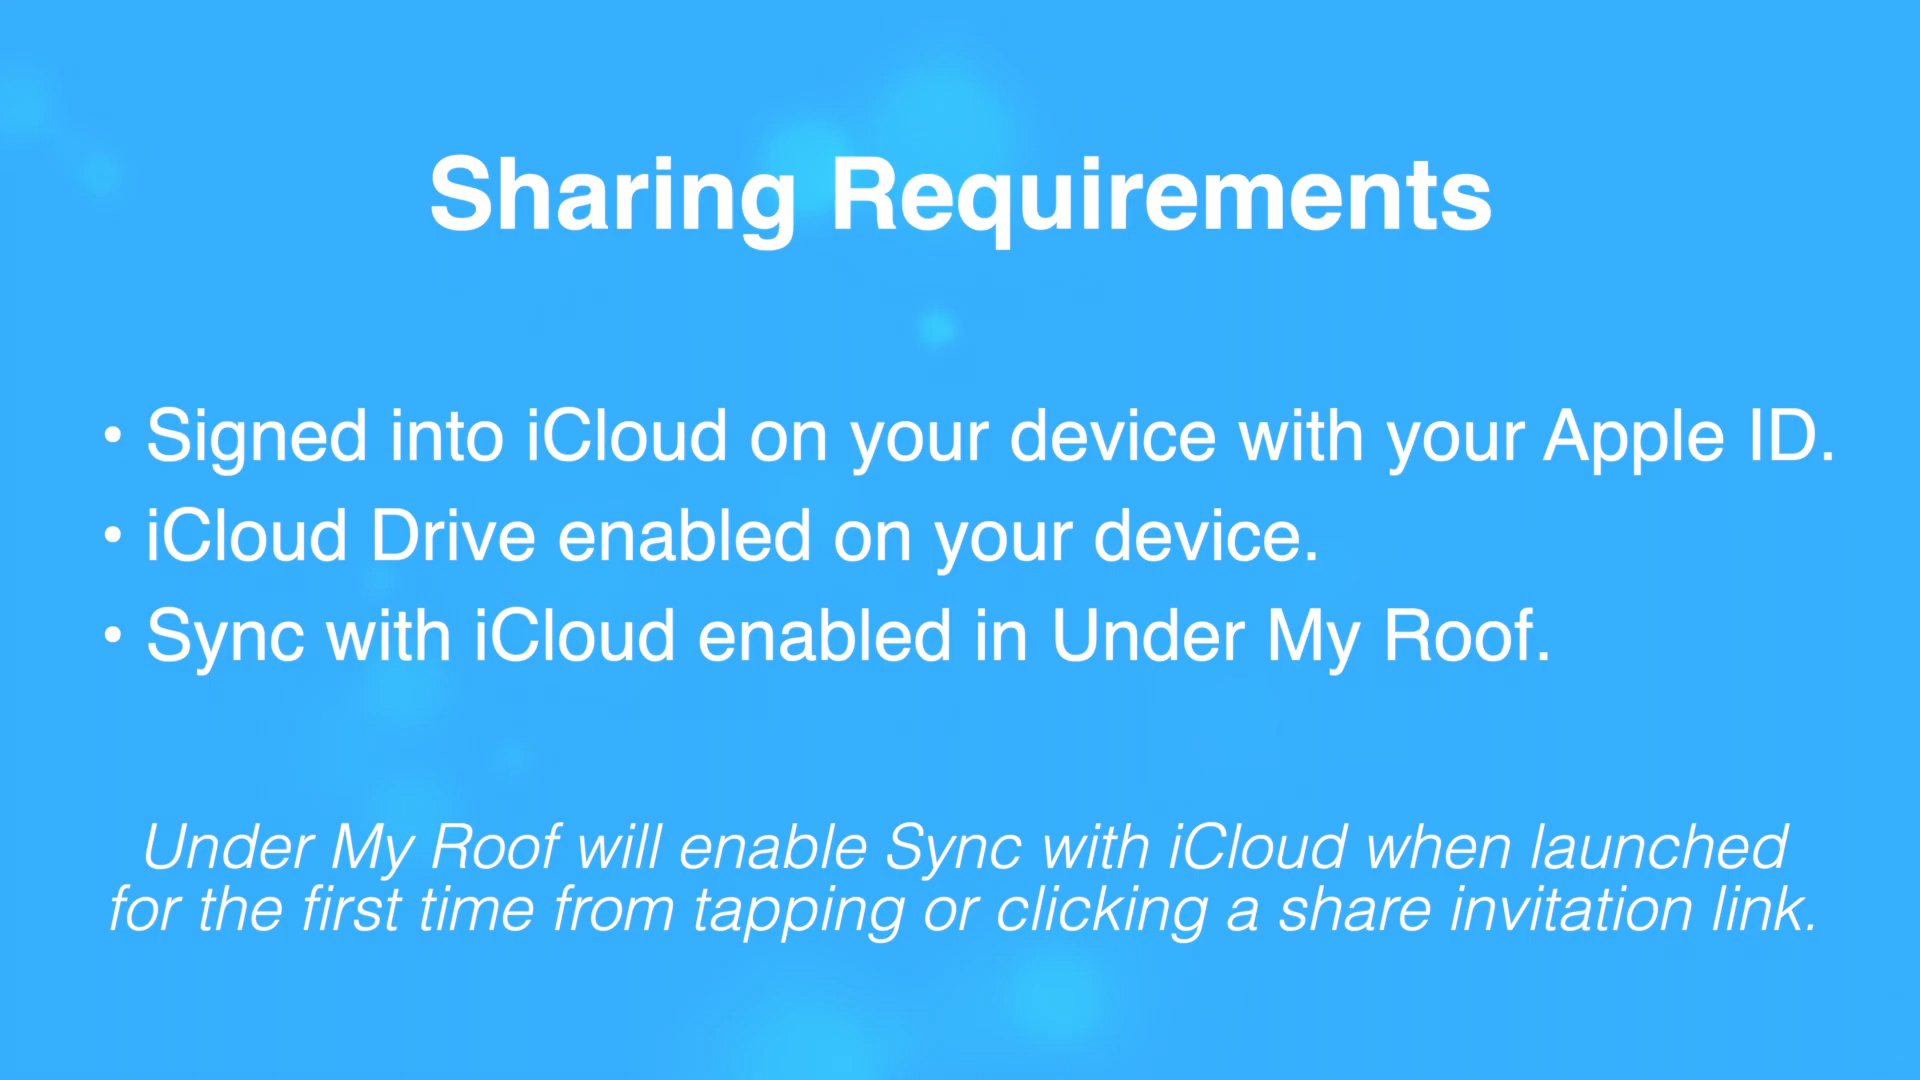 Sharing Requirements
• Signed into iCloud on your device with your Apple ID.
• iCloud Drive enabled on your device.
• Sync with iCloud enabled in Under My Roof.
Under My Roof will enable Sync with iCloud when launched
for the first time from tapping or clicking a share invitation link.